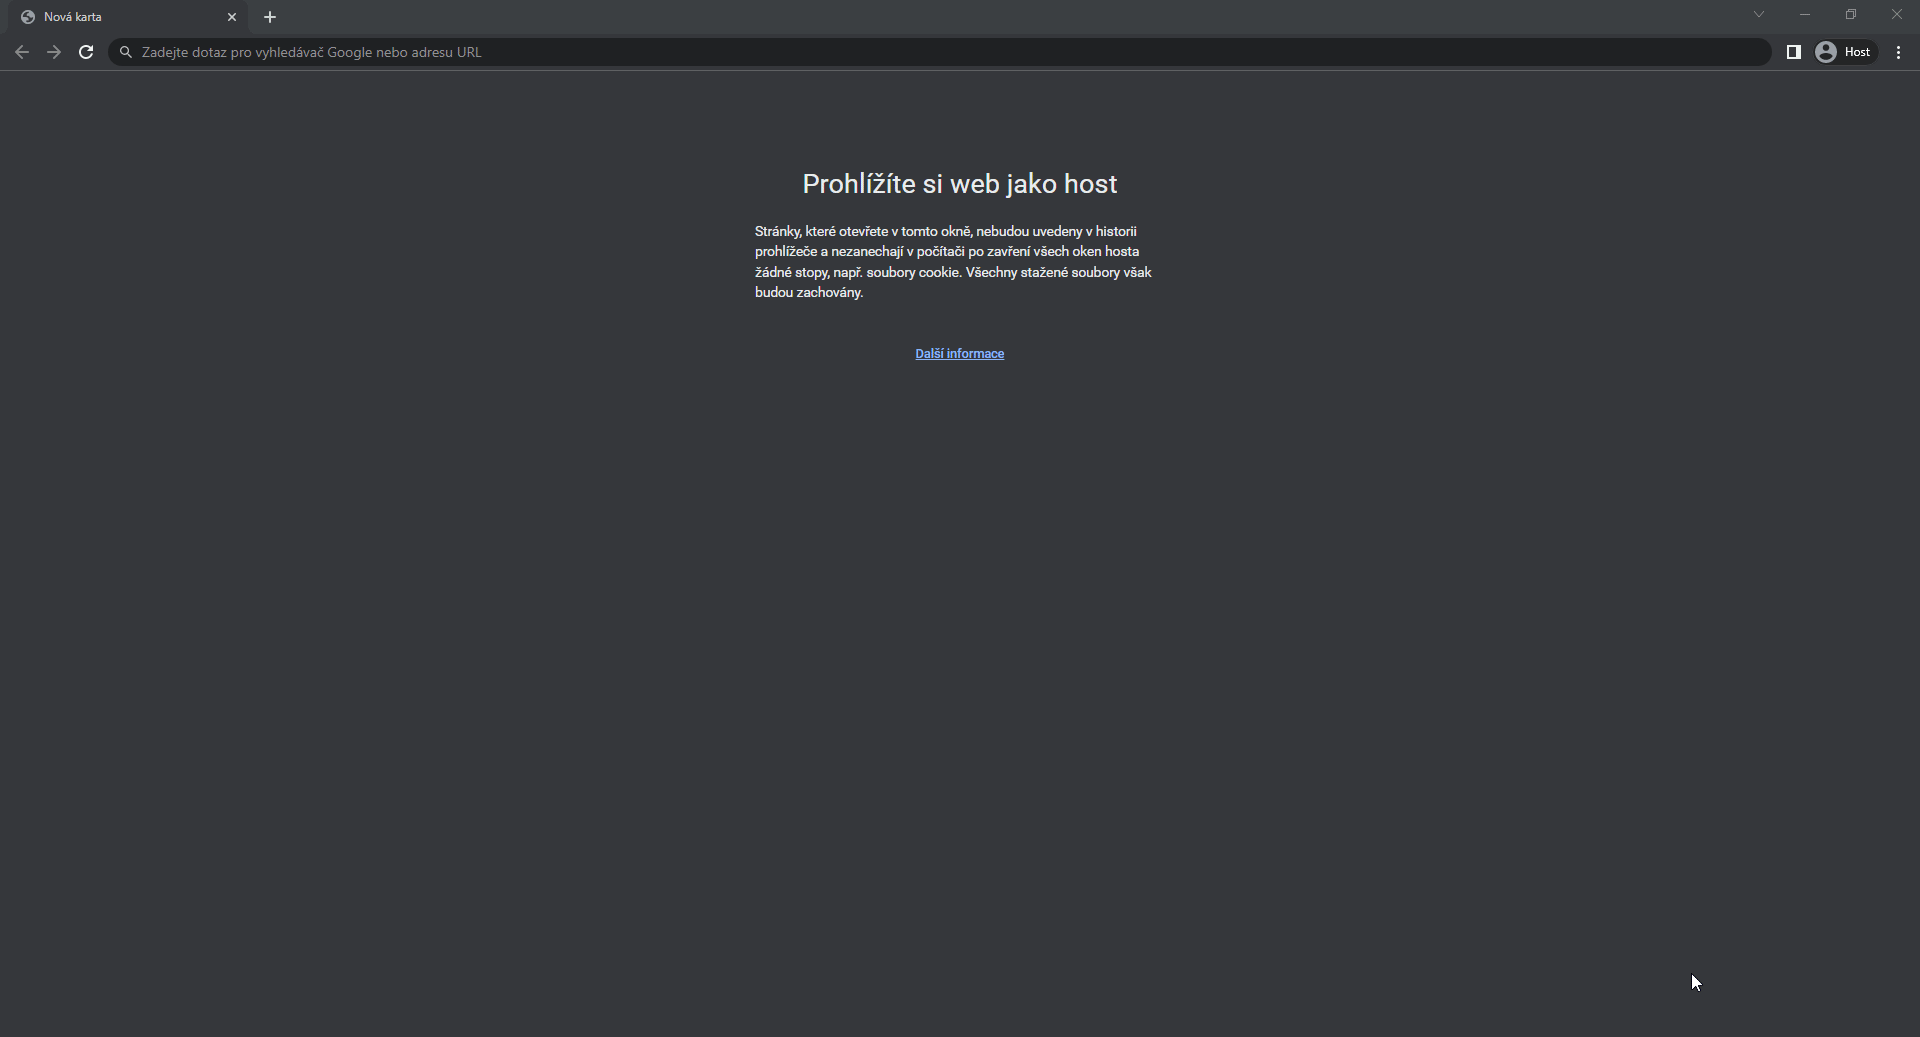 Nová karta
Zadejte dotaz pro vyhledávač Google nebo adresu URL
Host
Prohlížíte si web jako host
Stránky, které otevřete v tomto okně, nebudou uvedeny v historii
prohlížeče a nezanechají v počítači po zavření všech oken hosta
žádné stopy, např. soubory cookie. Všechny stažené soubory však
budou zachovány.
Další informace